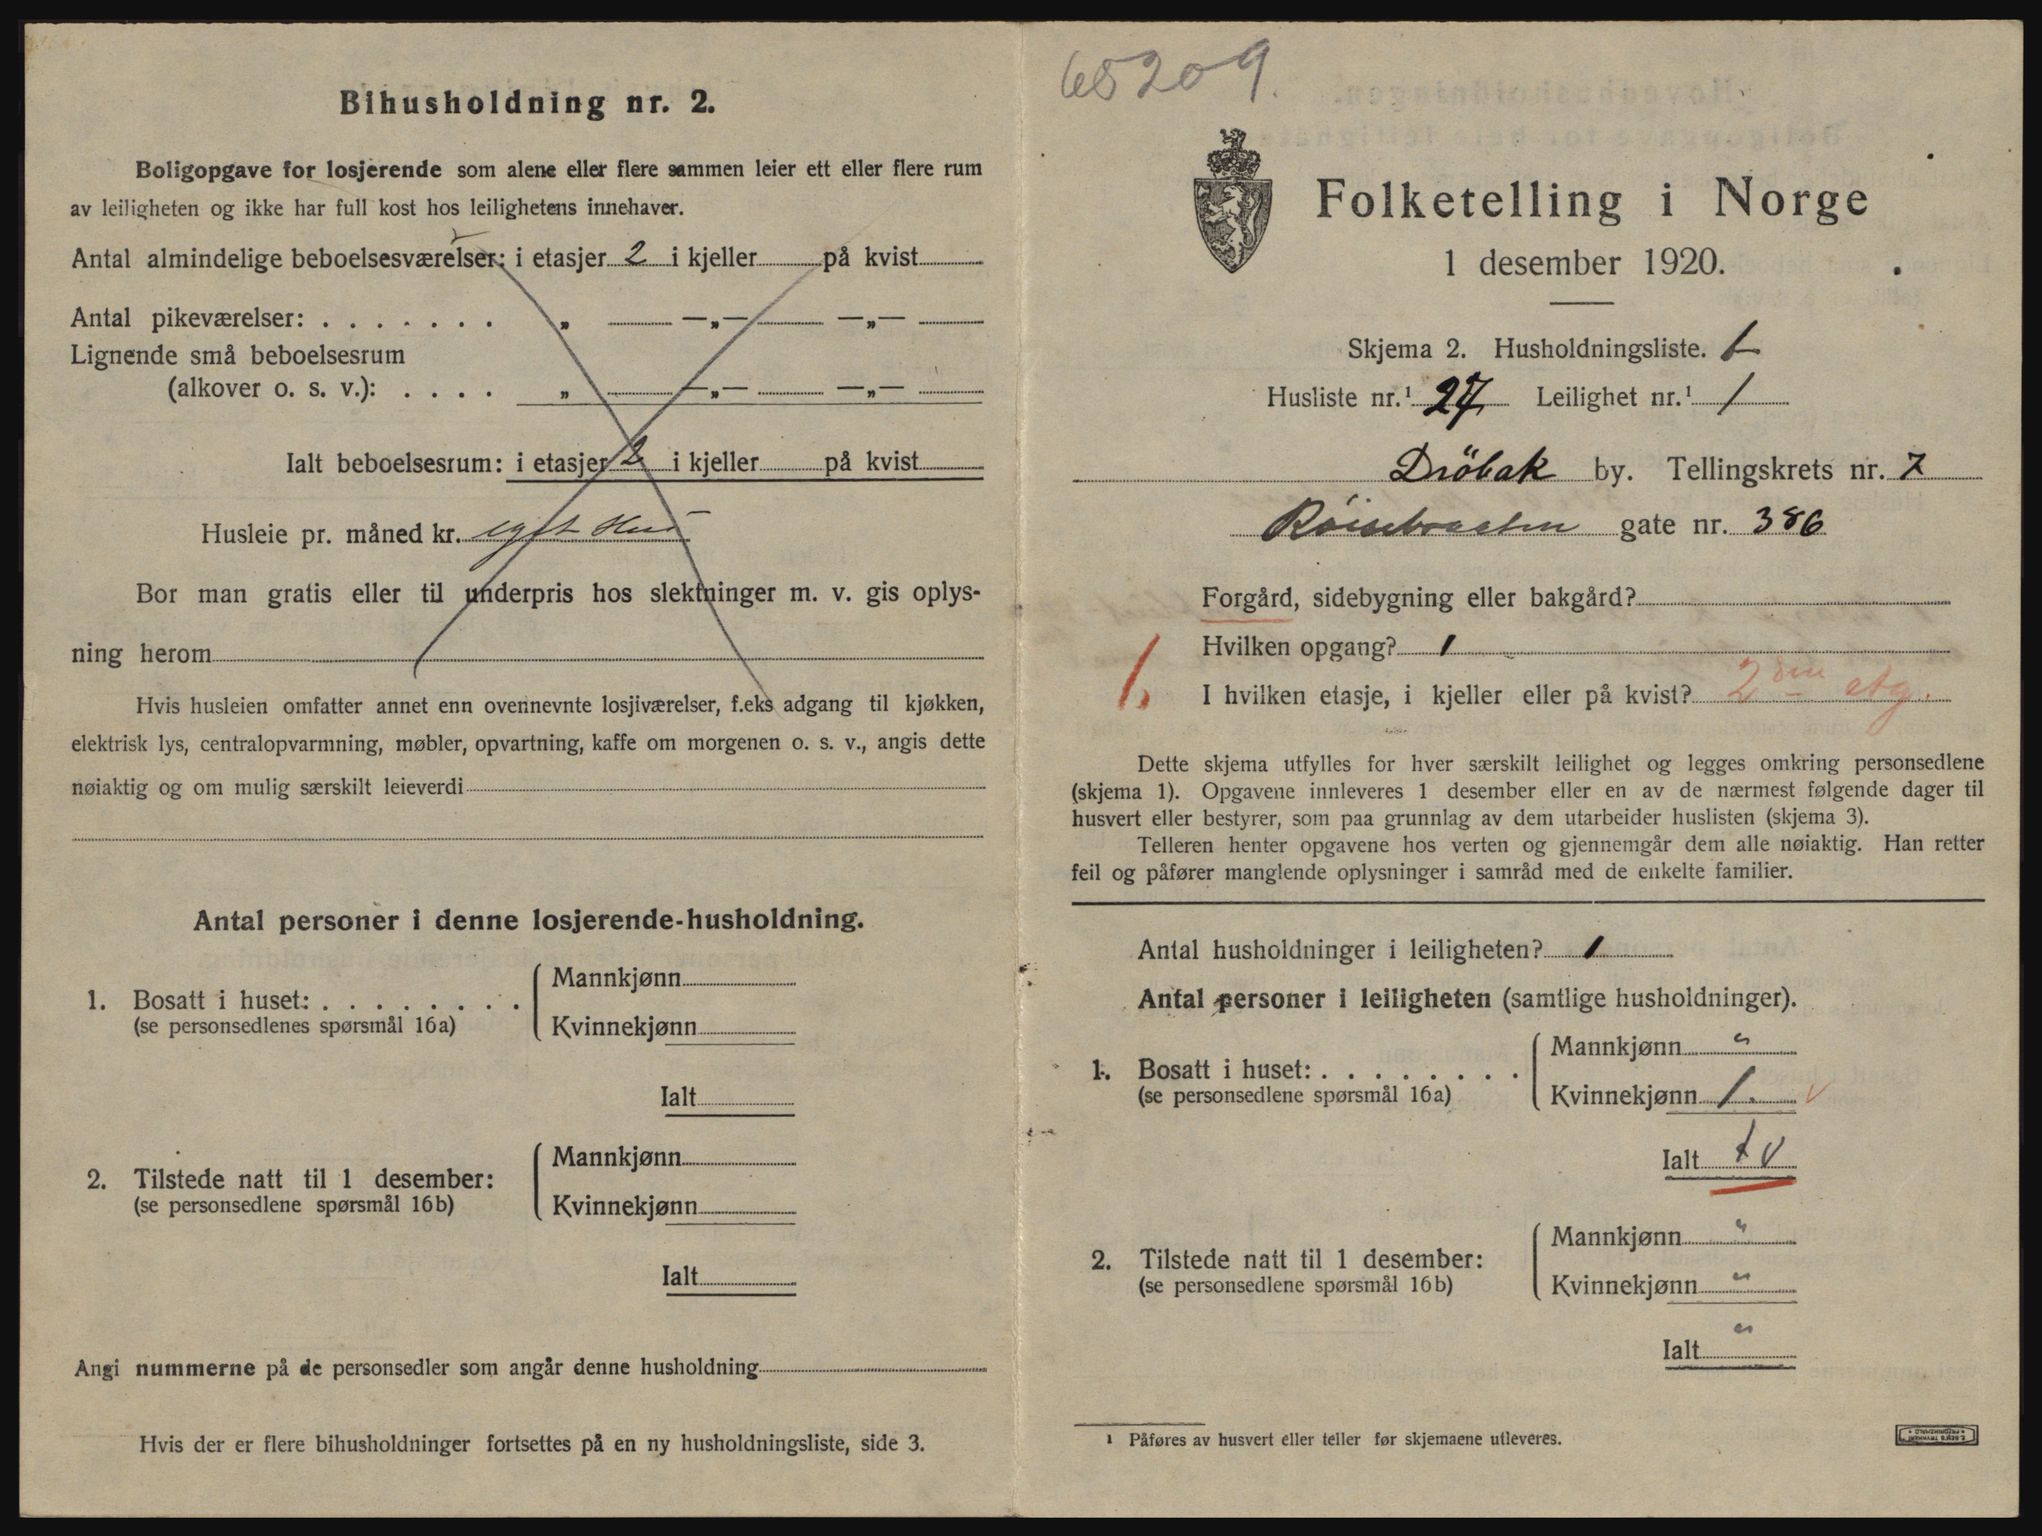 Bihusholdning nr. 2.
Boligopgave for losjerende som alene eller flere sammen leier ett eller flere rum
av leiligheten og ikke har full kost hos leilighetens innehaver.
Antal almindelige beboelsesværelser: i etasjer 2 i kjeller på kvist
Antal pikeværelser: . . . . . . . „ —„— —„—
Lignende små beboelsesrum
(alkover o. s. v.): . . . . „ —„— —„—
Ialt beboelsesrum: i etasjer 2 i kjeller på kvist
Husleie pr. måned kr. eget Hus
Bor man gratis eller til underpris hos slektninger m. v. gis oplys-
ning herom
Hvis husleien omfatter annet enn ovennevnte losjiværelser, f.eks adgang til kjøkken,
elektrisk lys, centralopvarmning, møbler, opvartning, kaffe om morgenen o. s. v., angis dette
nøiaktig og om mulig særskilt leieverdi
Antal personer i denne losjerende-husholdning.
1. Bosatt i huset: . . . . . . . . Mannkjønn
(se personsedlenes spørsmål 16a) Kvinnekjønn
Ialt
2. Tilstede natt til 1 desember: Mannkjønn
(se personsedlene spørsmål 16b) Kvinnekjønn
Ialt
Angi nummerne på de personsedler som angår denne husholdning
Hvis der er flere bihusholdninger fortsettes på en ny husholdningsliste, side 3.
65209.
Folketelling i Norge
1 desember 1920.
Skjema 2. Husholdningsliste.
Husliste nr.¹ 27 Leilighet nr.¹ 1
Drøbak by. Tellingskrets nr. 7
gate nr. 386
Forgård, sidebygning eller bakgård?
Hvilken opgang? 1
1. I hvilken etasje, i kjeller eller på kvist? 2den etg.
Dette skjema utfylles for hver særskilt leilighet og legges omkring personsedlene
(skjema 1). Opgavene innleveres 1 desember eller en av de nærmest følgende dager til
husvert eller bestyrer, som paa grunnlag av dem utarbeider huslisten (skjema 3).
Telleren henter opgavene hos verten og gjennemgår dem alle nøiaktig. Han retter
feil og påfører manglende oplysninger i samråd med de enkelte familier.
Antal husholdninger i leiligheten? 1
Antal personer i leiligheten (samtlige husholdninger).
1. Bosatt i huset: . . . . . . . . Mannkjønn „
(se personsedlene spørsmål 16a) Kvinnekjønn 1. v
Ialt 1 v
2. Tilstede natt til 1 desember: Mannkjønn „
(se personsedlene spørsmål 16b) Kvinnekjønn „
Ialt „
¹ Påføres av husvert eller teller før skjemaene utleveres.